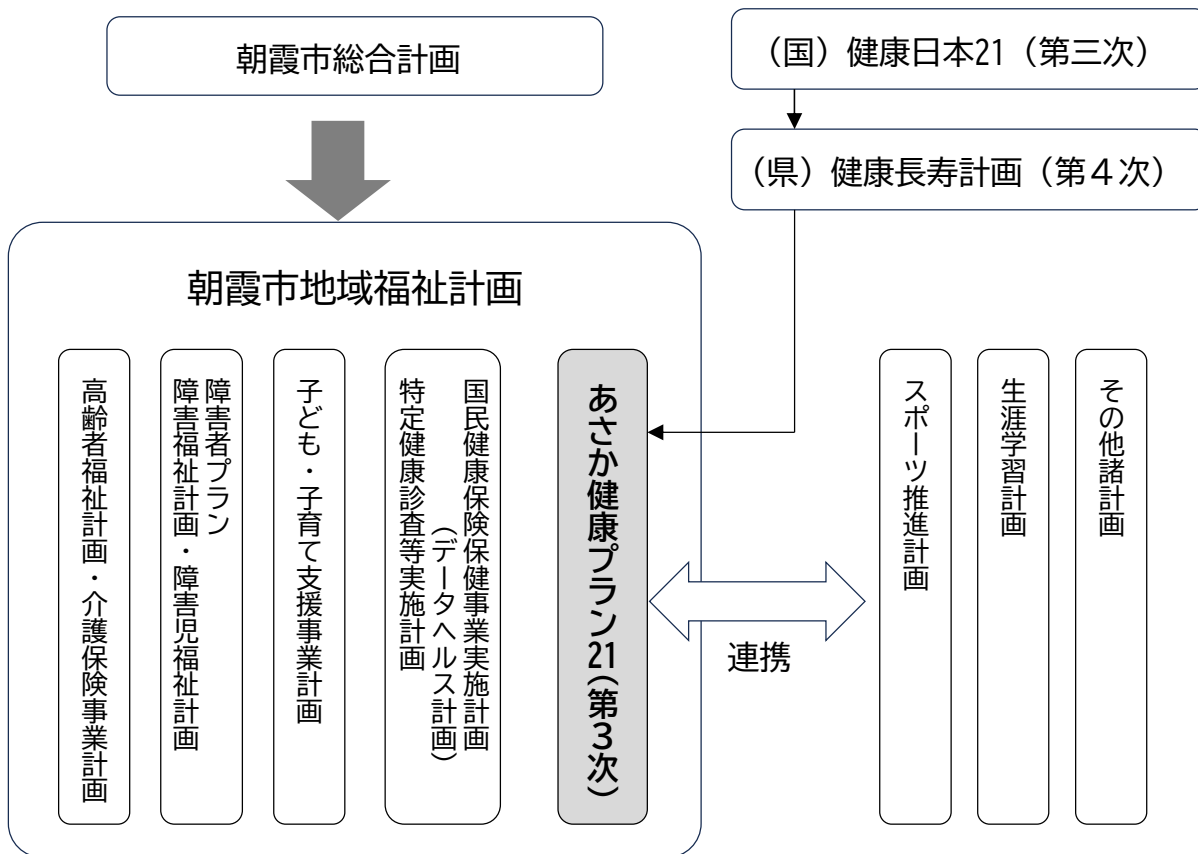 朝霞市総合計画
（国）健康日本21（第三次）
（県）健康長寿計画（第４次）
朝霞市地域福祉計画
高齢者福祉計画・介護保険事業計画
障害者プラン
障害福祉計画・障害児福祉計画
子ども・子育て支援事業計画
国民健康保険保健事業実施計画
（データヘルス計画）
特定健康診査等実施計画
あさか健康プラン21（第３次）
連携
スポーツ推進計画
生涯学習計画
その他諸計画